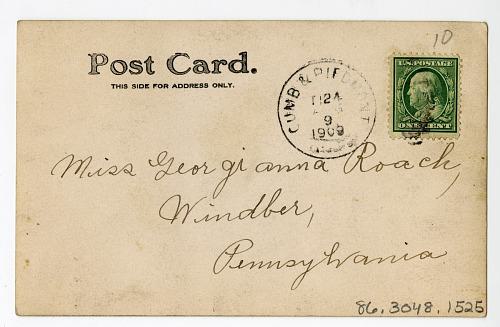 10
Post Card.
THIS SIDE FOR ADDRESS ONLY.
CUMB & PIEDMONT
TR 24
9
1909
U.S. POSTAGE
ONE CENT
Miss Georgianna Roach,
Windber,
Pennsylvania.
86.3048.1525